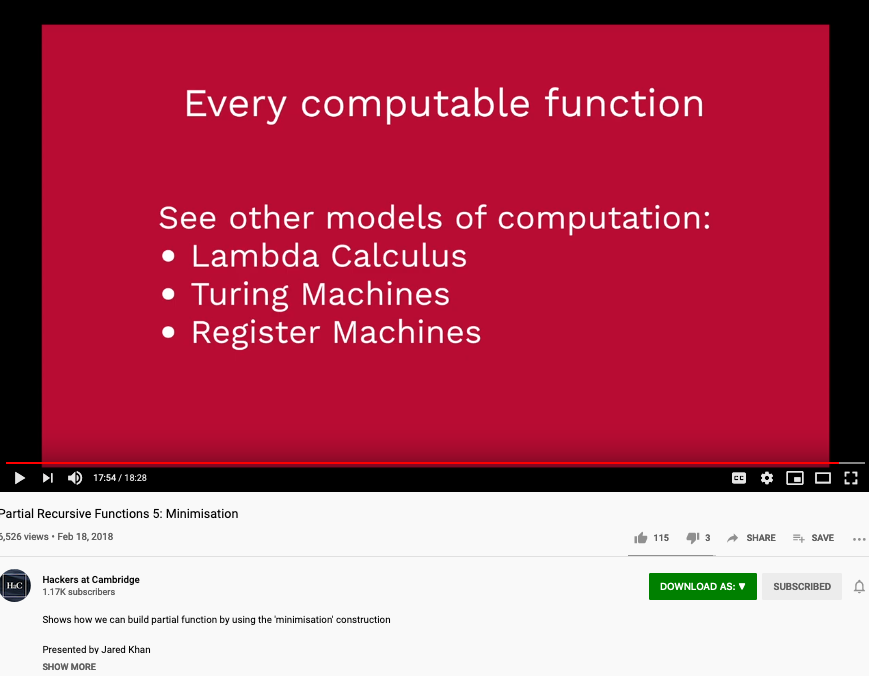 Every computable function
See other models of computation:
• Lambda Calculus
• Turing Machines
• Register Machines
CC
17:54 / 18:28
Partial Recursive Functions 5: Minimisation
6,526 views • Feb 18, 2018
115 3 SHARE SAVE
HaC
Hackers at Cambridge
1.17K subscribers
DOWNLOAD AS: ▼ SUBSCRIBED
Shows how we can build partial function by using the 'minimisation' construction
Presented by Jared Khan
SHOW MORE